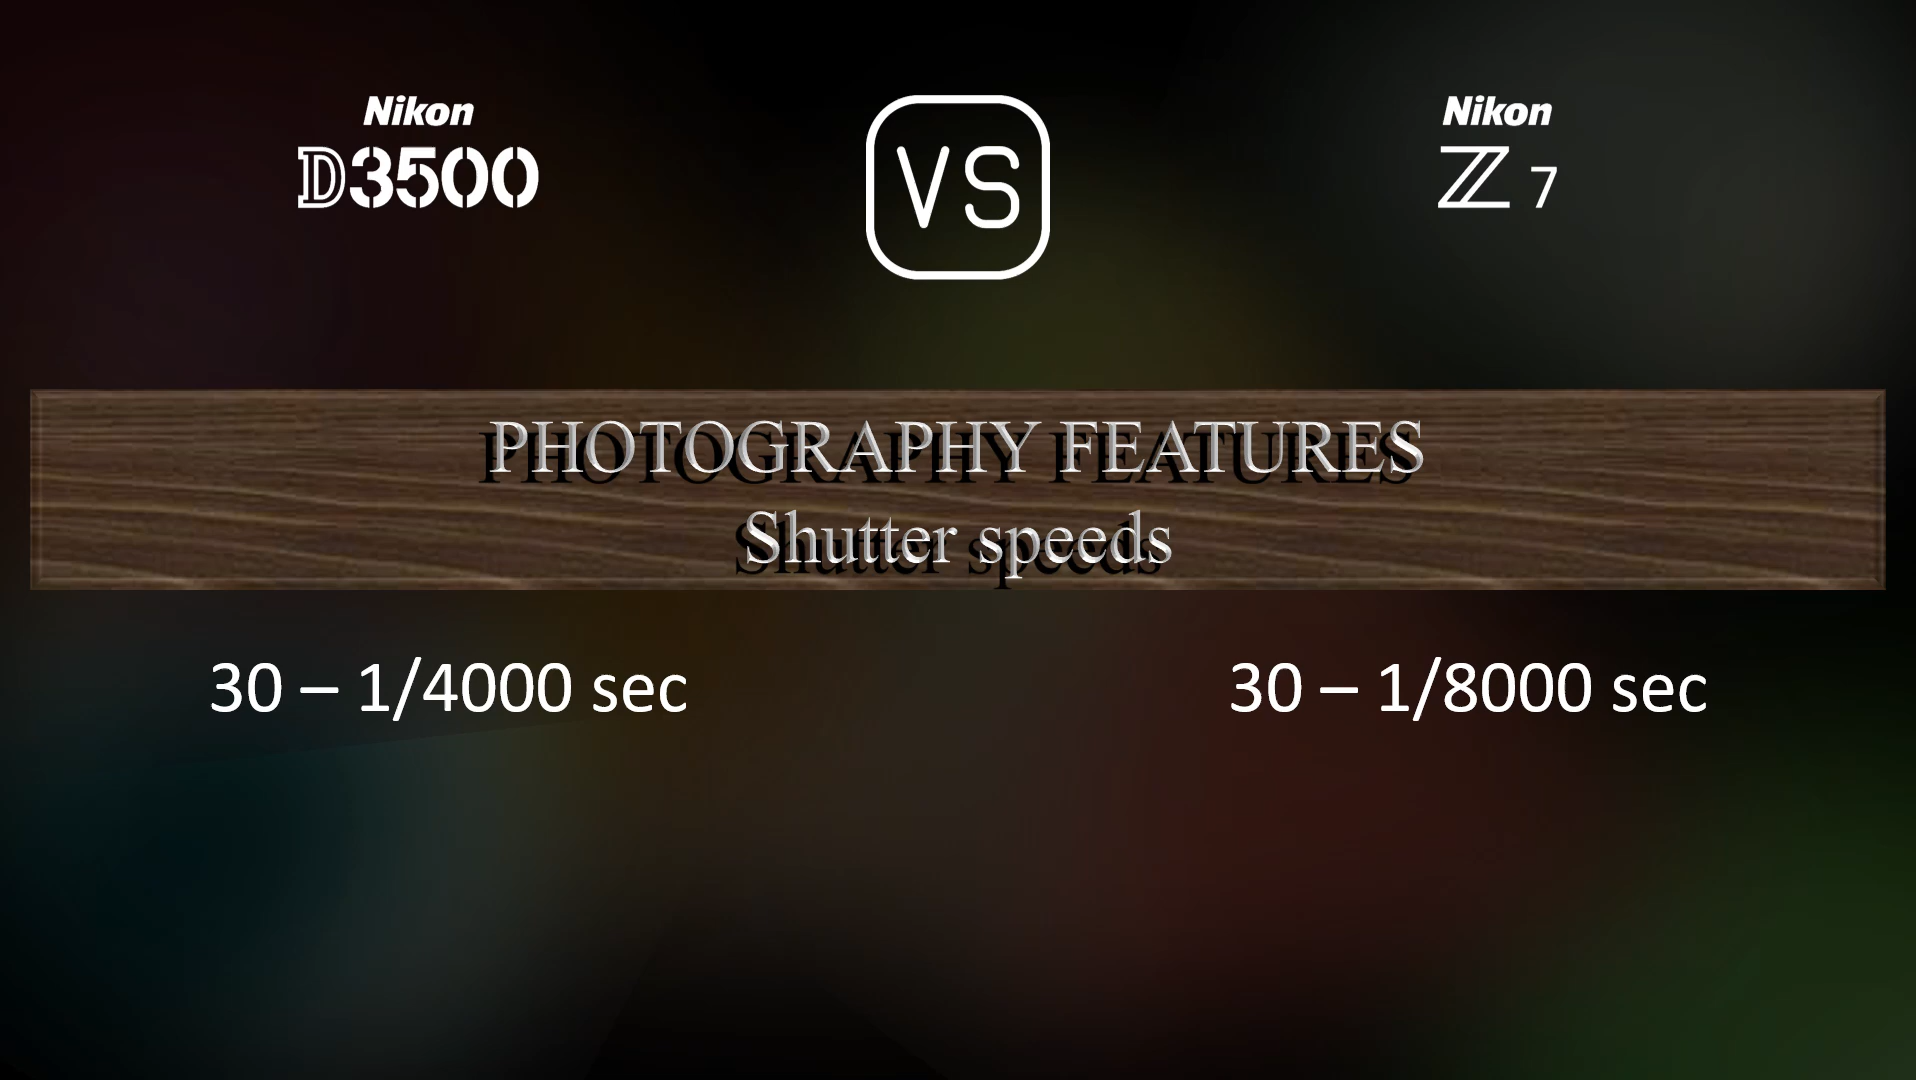 Nikon
D3500
VS
Nikon
Z 7
PHOTOGRAPHY FEATURES
Shutter speeds
30 – 1/4000 sec
30 – 1/8000 sec